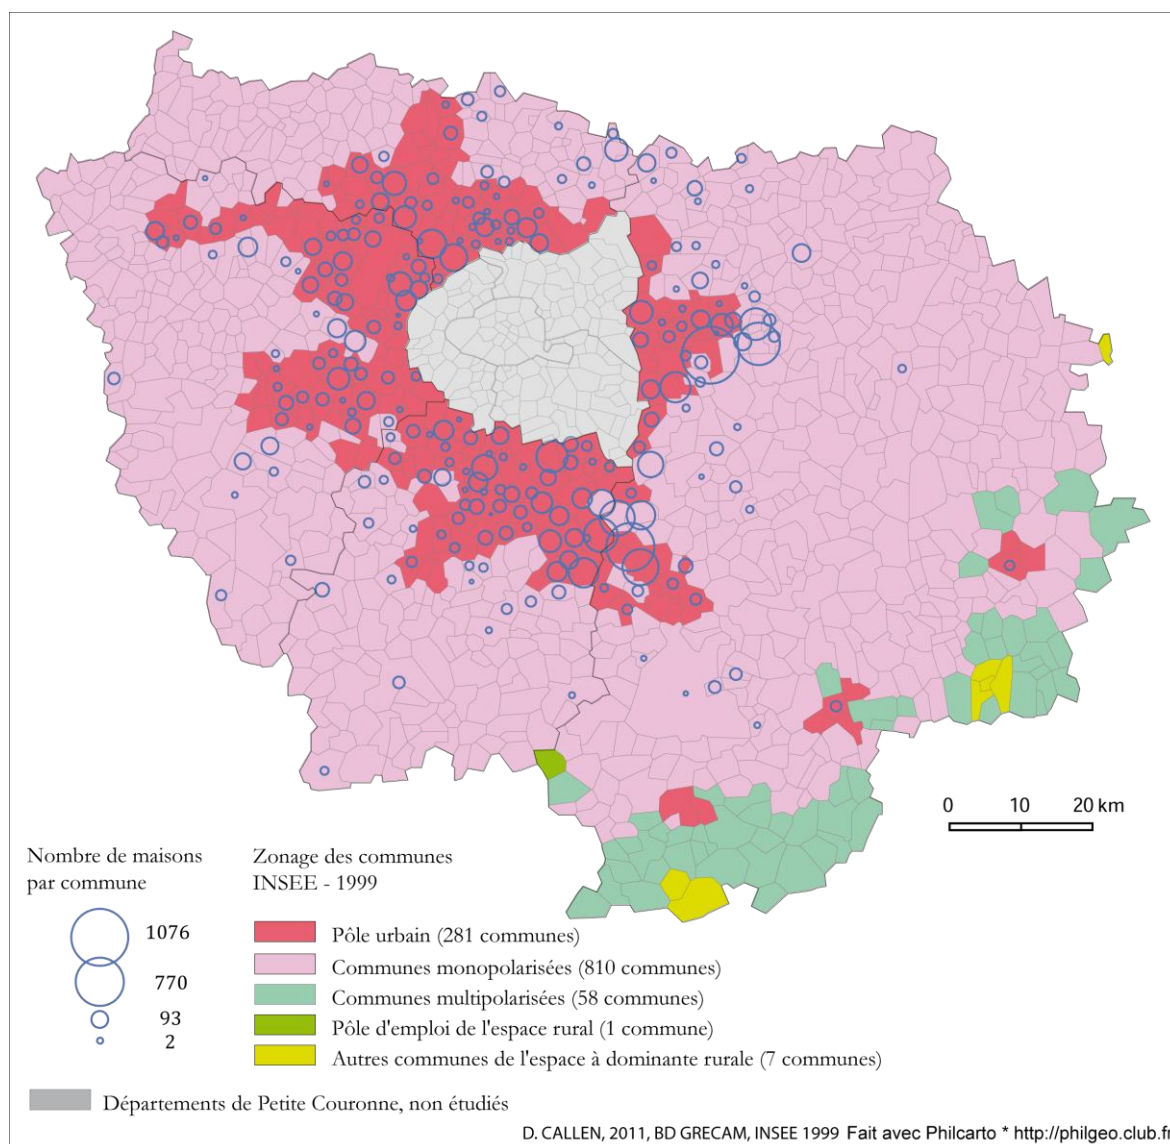 0 10 20 km
Nombre de maisons
par commune
1076
770
93
2
Zonage des communes
INSEE - 1999
Pôle urbain (281 communes)
Communes monopolarisées (810 communes)
Communes multipolarisées (58 communes)
Pôle d'emploi de l'espace rural (1 commune)
Autres communes de l'espace à dominante rurale (7 communes)
Départements de Petite Couronne, non étudiés
D. CALLEN, 2011, BD GRECAM, INSEE 1999 Fait avec Philcarto * http://philgeo.club.fr